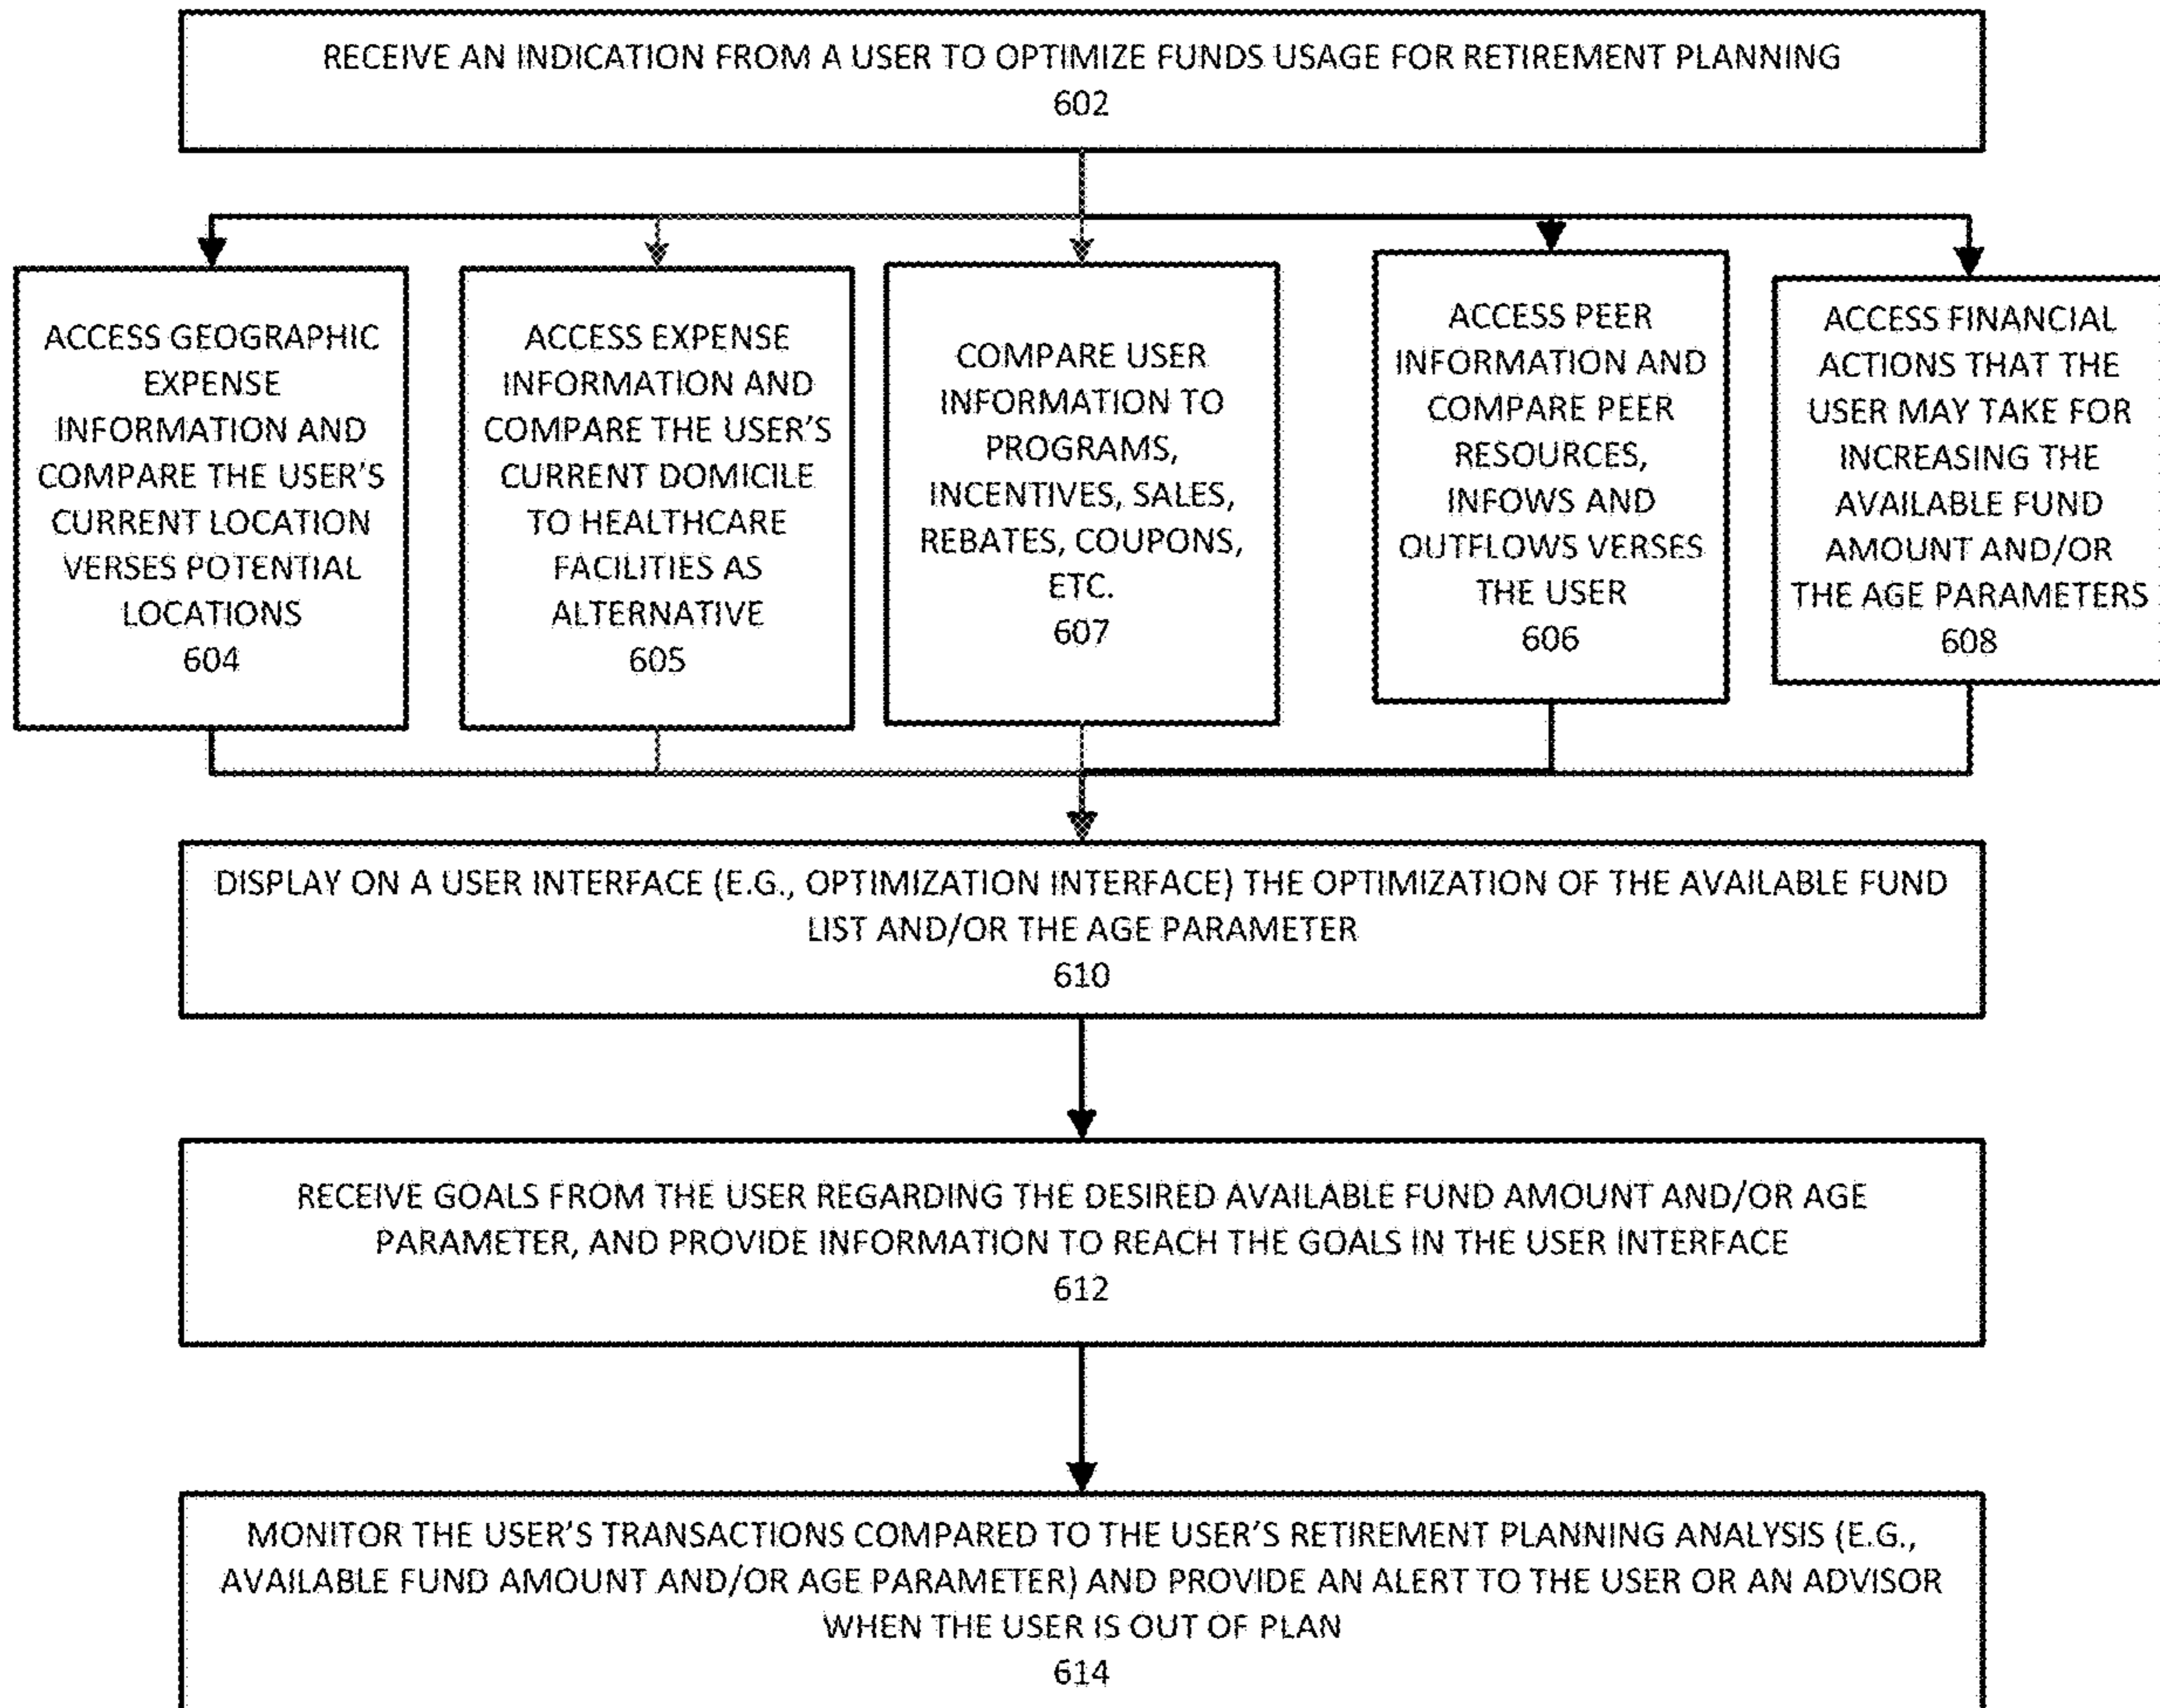 RECEIVE AN INDICATION FROM A USER TO OPTIMIZE FUNDS USAGE FOR RETIREMENT PLANNING
602
ACCESS GEOGRAPHIC
EXPENSE
INFORMATION AND
COMPARE THE USER'S
CURRENT LOCATION
VERSES POTENTIAL
LOCATIONS
604
ACCESS EXPENSE
INFORMATION AND
COMPARE THE USER'S
CURRENT DOMICILE
TO HEALTHCARE
FACILITIES AS
ALTERNATIVE
605
COMPARE USER
INFORMATION TO
PROGRAMS,
INCENTIVES, SALES,
REBATES, COUPONS,
ETC.
607
ACCESS PEER
INFORMATION AND
COMPARE PEER
RESOURCES,
INFOWS AND
OUTFLOWS VERSES
THE USER
606
ACCESS FINANCIAL
ACTIONS THAT THE
USER MAY TAKE FOR
INCREASING THE
AVAILABLE FUND
AMOUNT AND/OR
THE AGE PARAMETERS
608
DISPLAY ON A USER INTERFACE (E.G., OPTIMIZATION INTERFACE) THE OPTIMIZATION OF THE AVAILABLE FUND
LIST AND/OR THE AGE PARAMETER
610
RECEIVE GOALS FROM THE USER REGARDING THE DESIRED AVAILABLE FUND AMOUNT AND/OR AGE
PARAMETER, AND PROVIDE INFORMATION TO REACH THE GOALS IN THE USER INTERFACE
612
MONITOR THE USER'S TRANSACTIONS COMPARED TO THE USER'S RETIREMENT PLANNING ANALYSIS (E.G.,
AVAILABLE FUND AMOUNT AND/OR AGE PARAMETER) AND PROVIDE AN ALERT TO THE USER OR AN ADVISOR
WHEN THE USER IS OUT OF PLAN
614